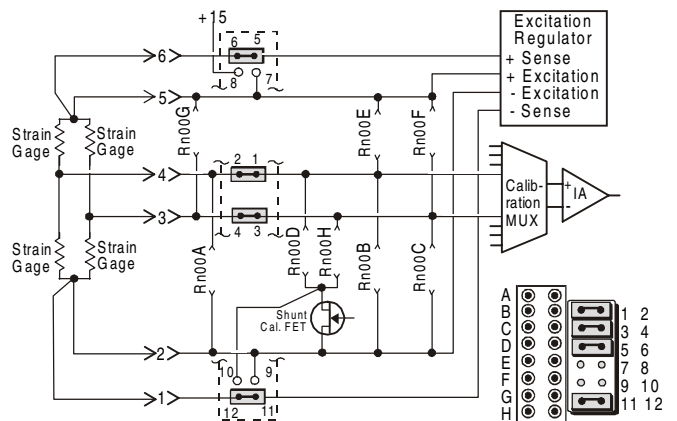 +15
Excitation
Regulator
+ Sense
+ Excitation
- Excitation
- Sense
6
5
6
8
7
5
Rn00G
Rn00E
Rn00F
Strain
Gage
Strain
Gage
4
2
1
Calib-
ration
MUX
+
-
IA
3
4
3
Strain
Gage
Strain
Gage
Rn00A
Rn00D
Rn00H
Rn00B
Rn00C
Shunt
Cal. FET
2
10
9
1
12
11
A
B
C
D
E
F
G
H
1 2
3 4
5 6
7 8
9 10
11 12